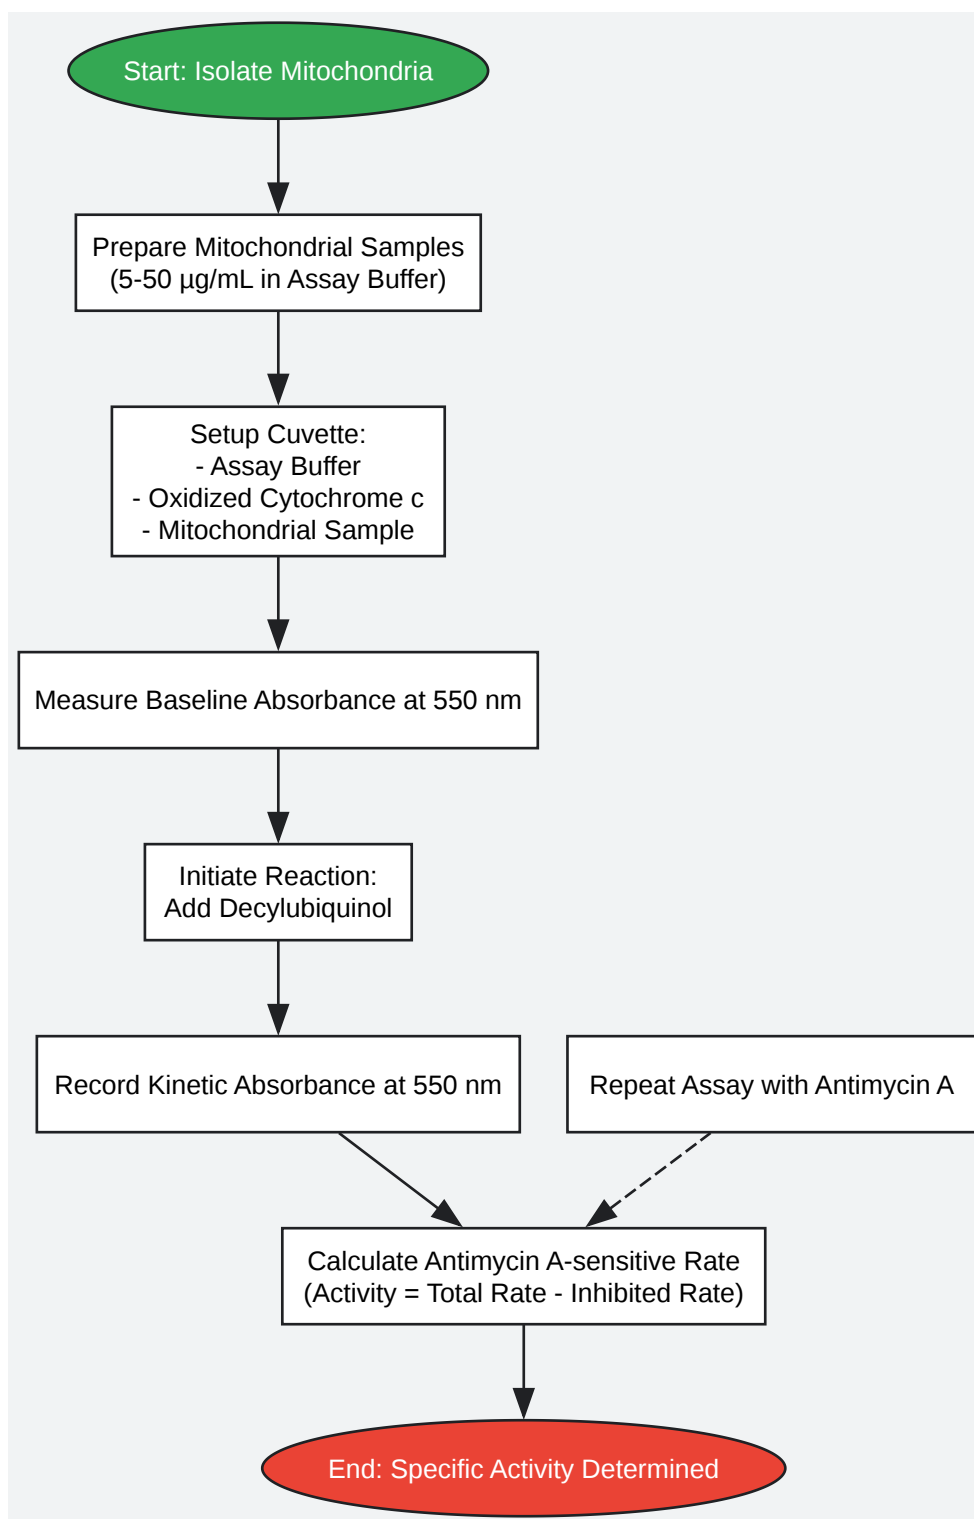 Start: Isolate Mitochondria
Prepare Mitochondrial Samples
(5-50 µg/mL in Assay Buffer)
Setup Cuvette:
- Assay Buffer
- Oxidized Cytochrome c
- Mitochondrial Sample
Measure Baseline Absorbance at 550 nm
Initiate Reaction:
Add Decylubiquinol
Record Kinetic Absorbance at 550 nm
Repeat Assay with Antimycin A
Calculate Antimycin A-sensitive Rate
(Activity = Total Rate - Inhibited Rate)
End: Specific Activity Determined